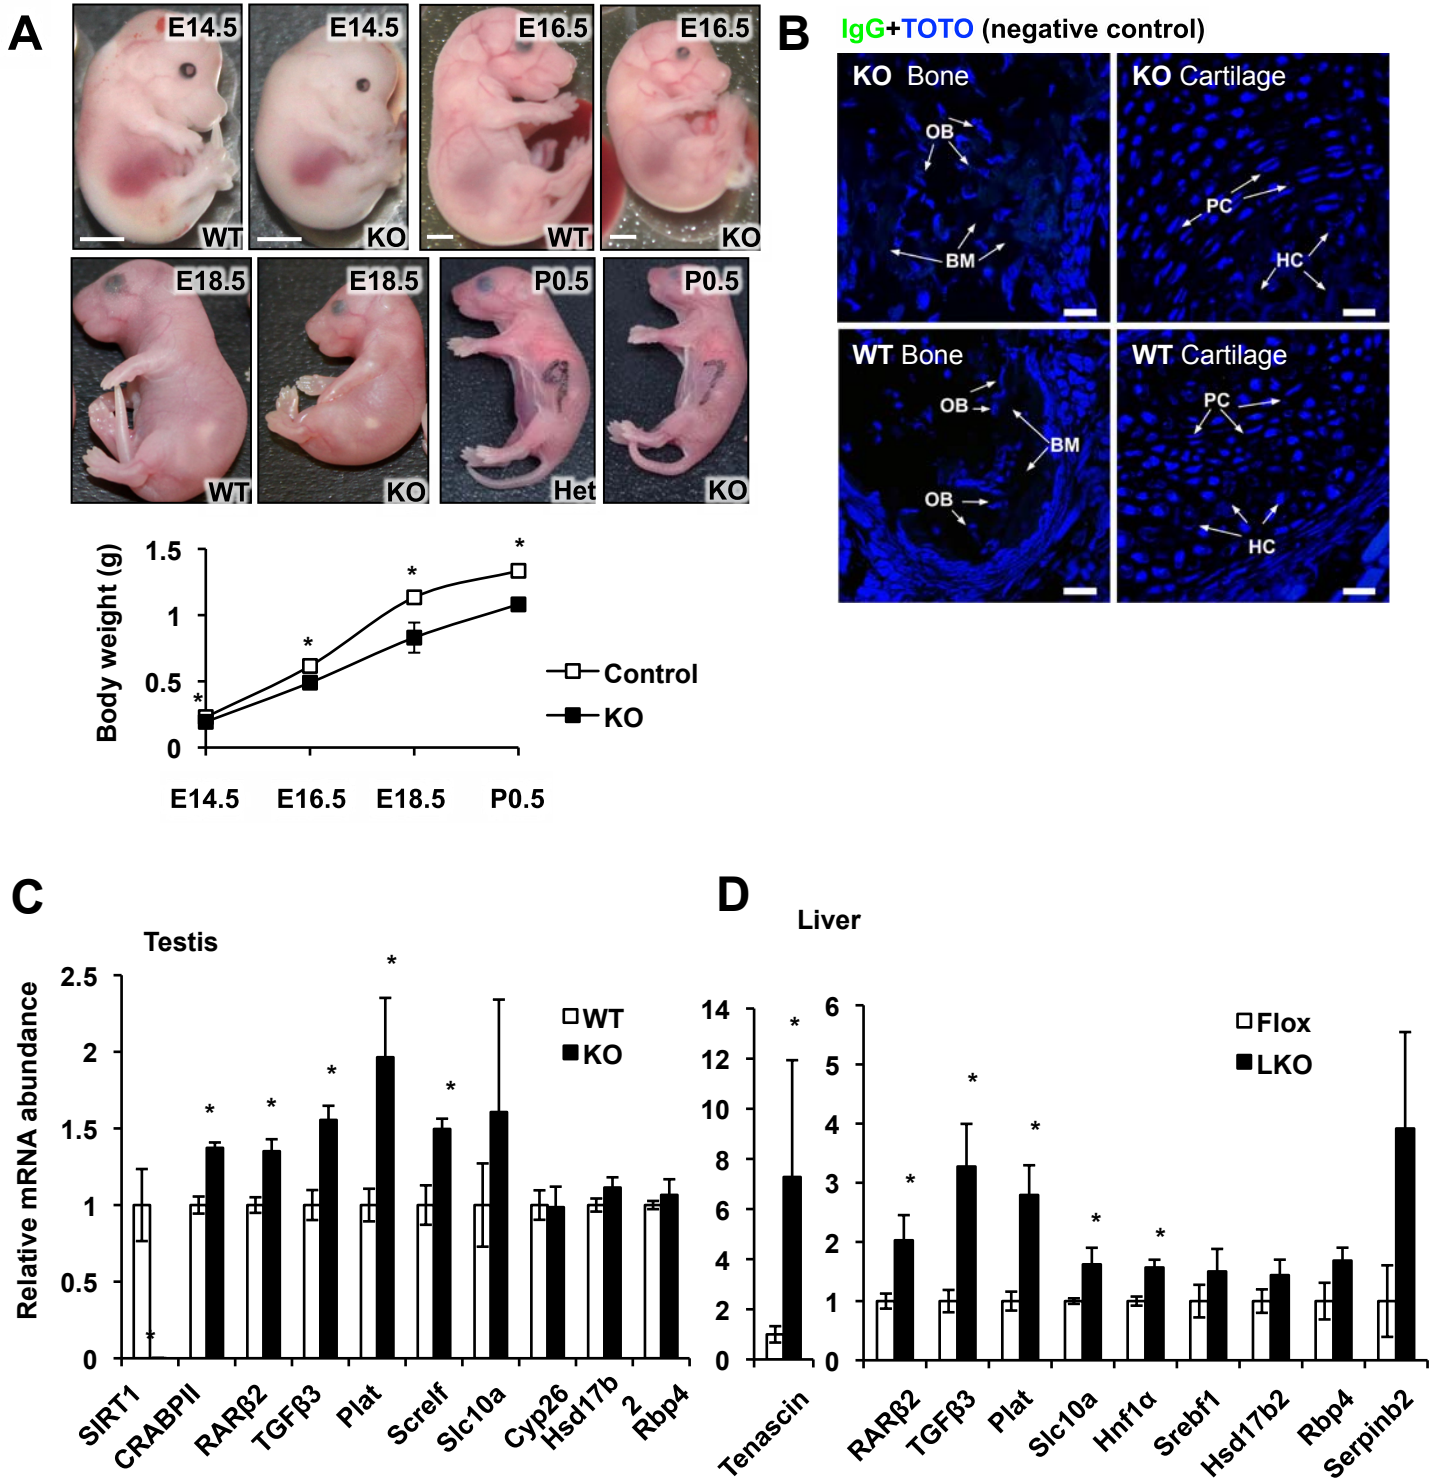 A
E14.5
E14.5
E16.5
E16.5
WT
KO
WT
KO
E18.5
E18.5
P0.5
P0.5
WT
KO
Het
KO
Body weight (g)
1.5
1
0.5
0
*
*
*
*
Control
KO
E14.5 E16.5 E18.5 P0.5
B
IgG+TOTO (negative control)
KO Bone
OB
BM
KO Cartilage
PC
HC
WT Bone
OB
BM
OB
WT Cartilage
PC
HC
C
Testis
Relative mRNA abundance
2.5
2
1.5
1
0.5
0
*
*
*
*
*
*
WT
KO
SIRT1
CRABPII
RARβ2
TGFβ3
Plat
Screlf
Slc10a
Cyp26
Hsd17b
2
Rbp4
D
Liver
14
12
10
8
6
4
2
0
*
Tenascin
6
5
4
3
2
1
0
*
*
*
*
*
Flox
LKO
RARβ2
TGFβ3
Plat
Slc10a
Hnf1α
Srebf1
Hsd17b2
Rbp4
Serpinb2